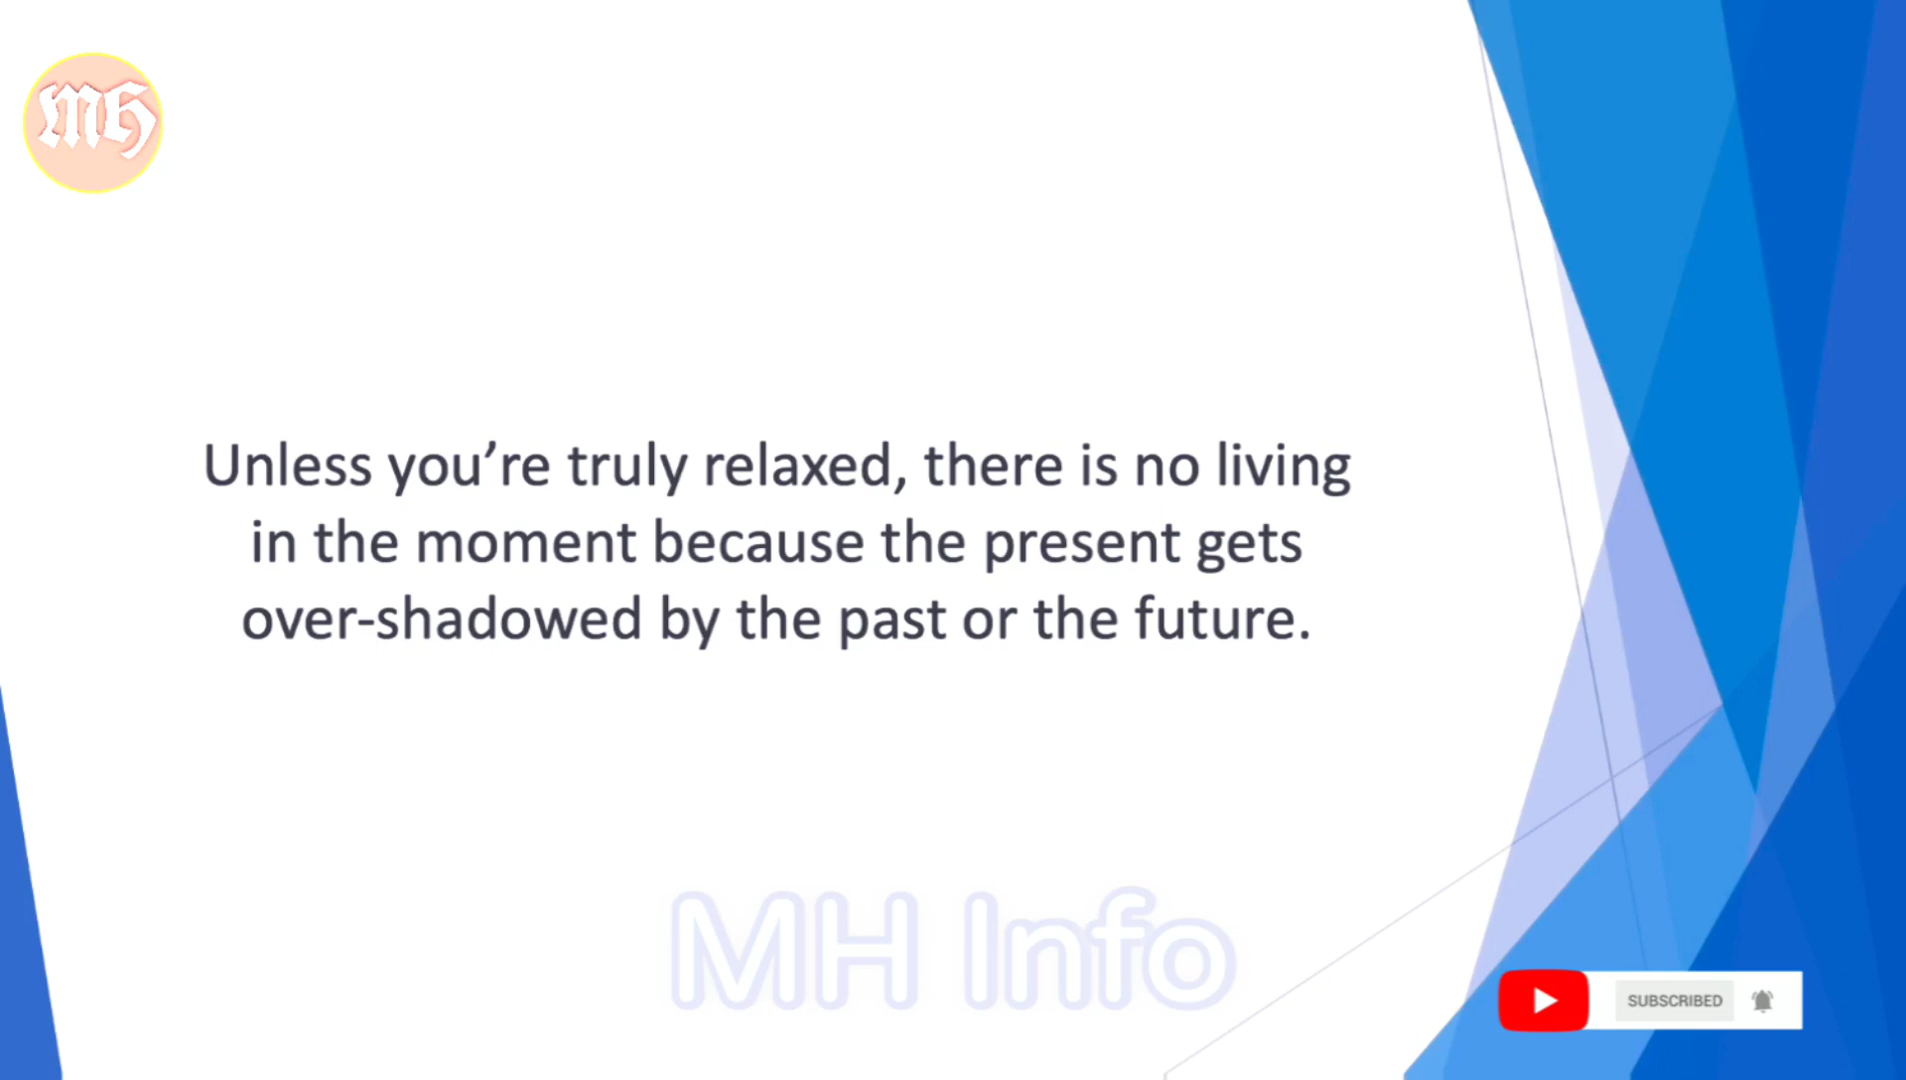 MH
Unless you’re truly relaxed, there is no living
in the moment because the present gets
over-shadowed by the past or the future.
MH Info
SUBSCRIBED